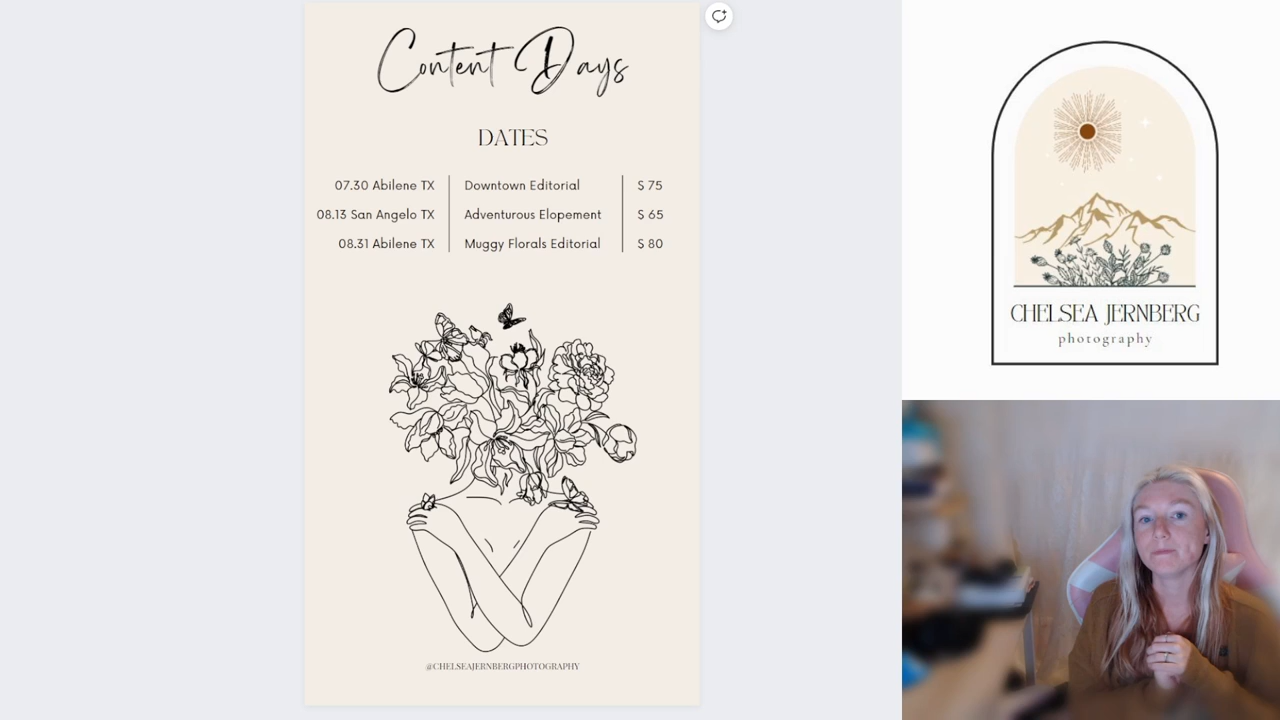 Content Days
DATES
07.30 Abilene TX Downtown Editorial $ 75
08.13 San Angelo TX Adventurous Elopement $ 65
08.31 Abilene TX Muggy Florals Editorial $ 80
@CHELSEAJERNBERGPHOTOGRAPHY
CHELSEA JERNBERG
photography